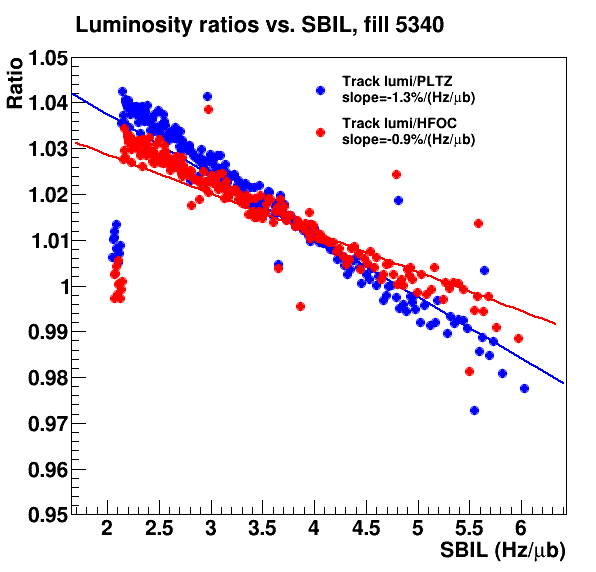 Luminosity ratios vs. SBIL, fill 5340
Ratio
1.05
1.04
1.03
1.02
1.01
1
0.99
0.98
0.97
0.96
0.95
Track lumi/PLTZ
slope=-1.3%/(Hz/μb)
Track lumi/HFOC
slope=-0.9%/(Hz/μb)
2 2.5 3 3.5 4 4.5 5 5.5 6
SBIL (Hz/μb)